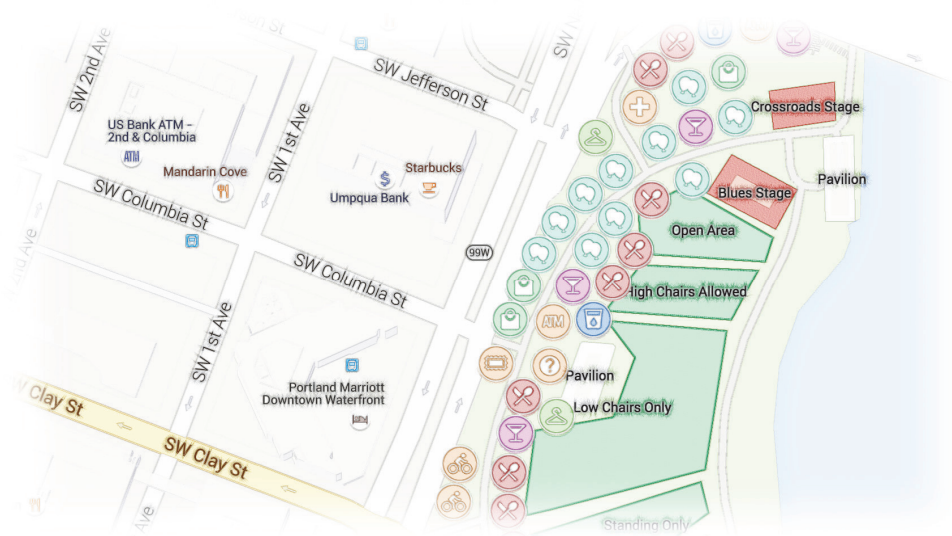 SW 2nd Ave
SW Jefferson St
US Bank ATM -
2nd & Columbia
ATM
SW 1st Ave
Mandarin Cove
Starbucks
$
Umpqua Bank
Crossroads Stage
Blues Stage
Pavilion
SW Columbia St
Open Area
99W
SW Columbia St
High Chairs Allowed
ATM
SW 1st Ave
?
Pavilion
Portland Marriott
Downtown Waterfront
Low Chairs Only
Clay St
SW Clay St
Ave
Standing Only